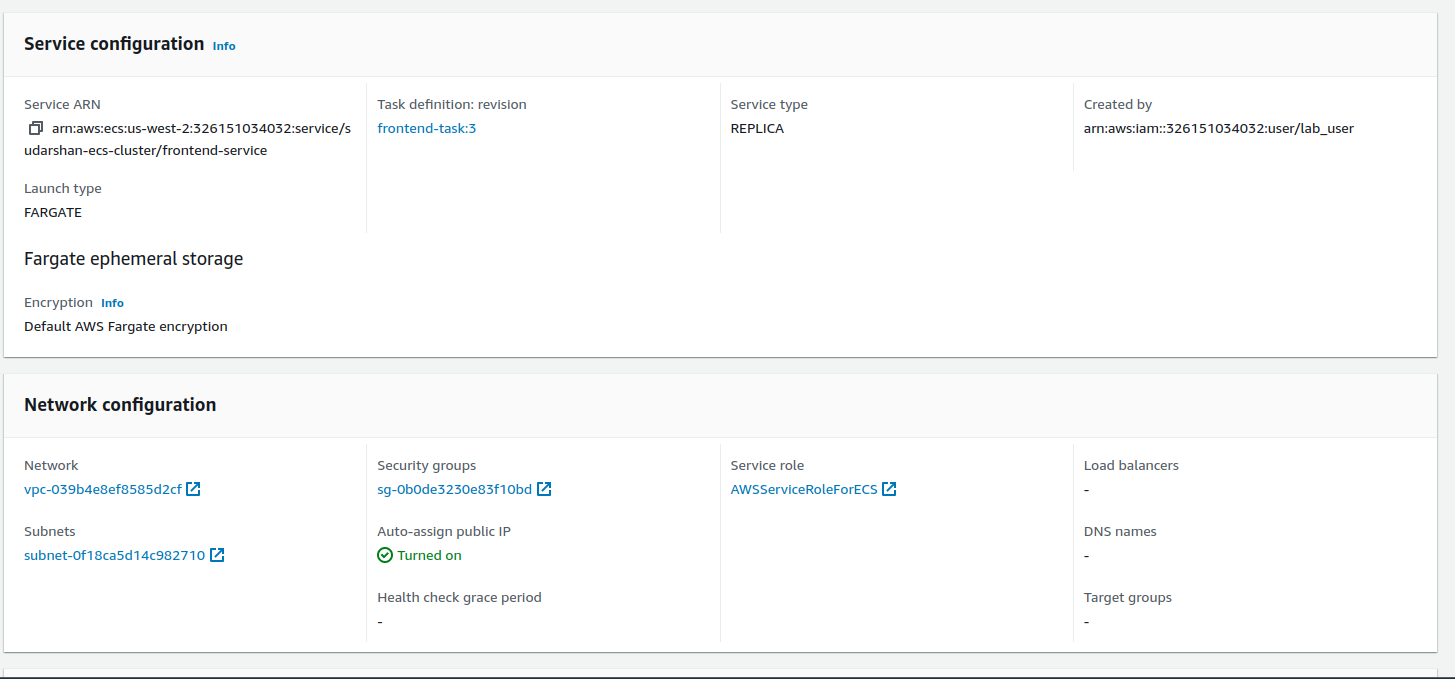 Service configuration Info
Service ARN
arn:aws:ecs:us-west-2:326151034032:service/s
udarshan-ecs-cluster/frontend-service
Launch type
FARGATE
Task definition: revision
frontend-task:3
Service type
REPLICA
Created by
arn:aws:iam::326151034032:user/lab_user
Fargate ephemeral storage
Encryption Info
Default AWS Fargate encryption
Network configuration
Network
vpc-039b4e8ef8585d2cf
Subnets
subnet-0f18ca5d14c982710
Security groups
sg-0b0de3230e83f10bd
Auto-assign public IP
Turned on
Health check grace period
-
Service role
AWSServiceRoleForECS
Load balancers
-
DNS names
-
Target groups
-